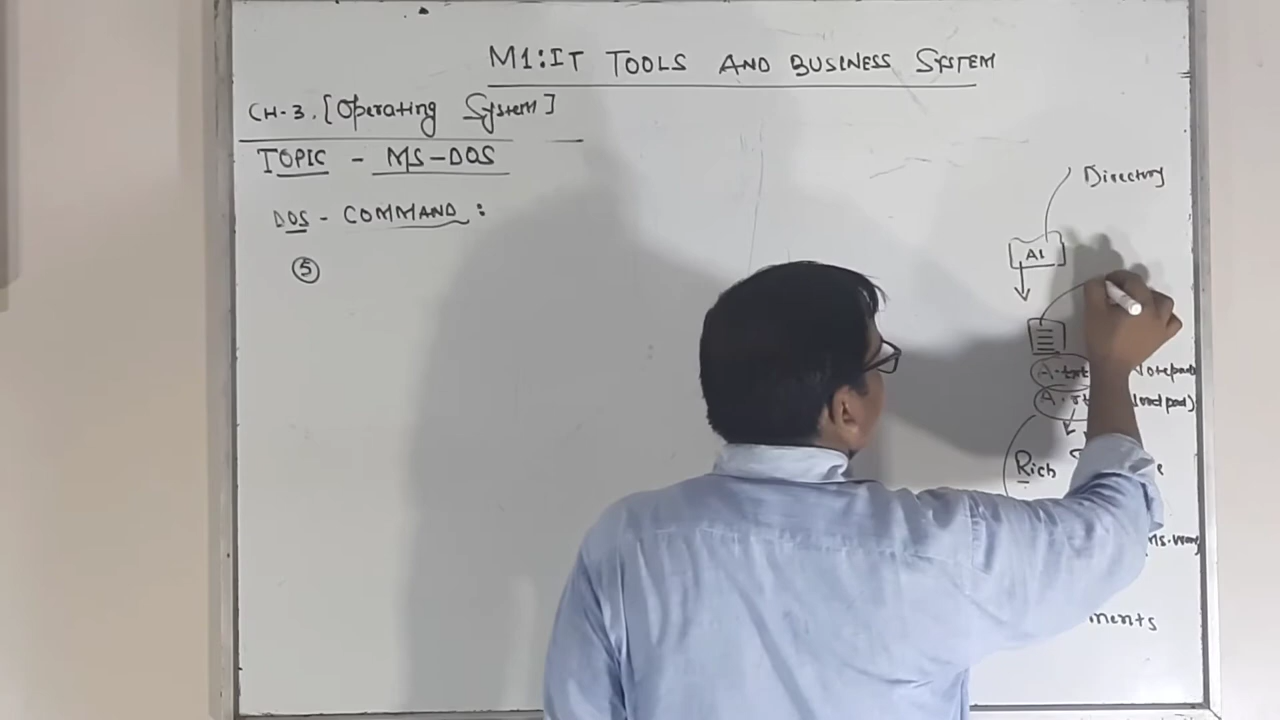 M1:IT TOOLS AND BUSINESS SYSTEM
CH-3.[Operating System]
TOPIC - MS-DOS
DOS - COMMAND :
5
Directory
A1
A.txt
Rich